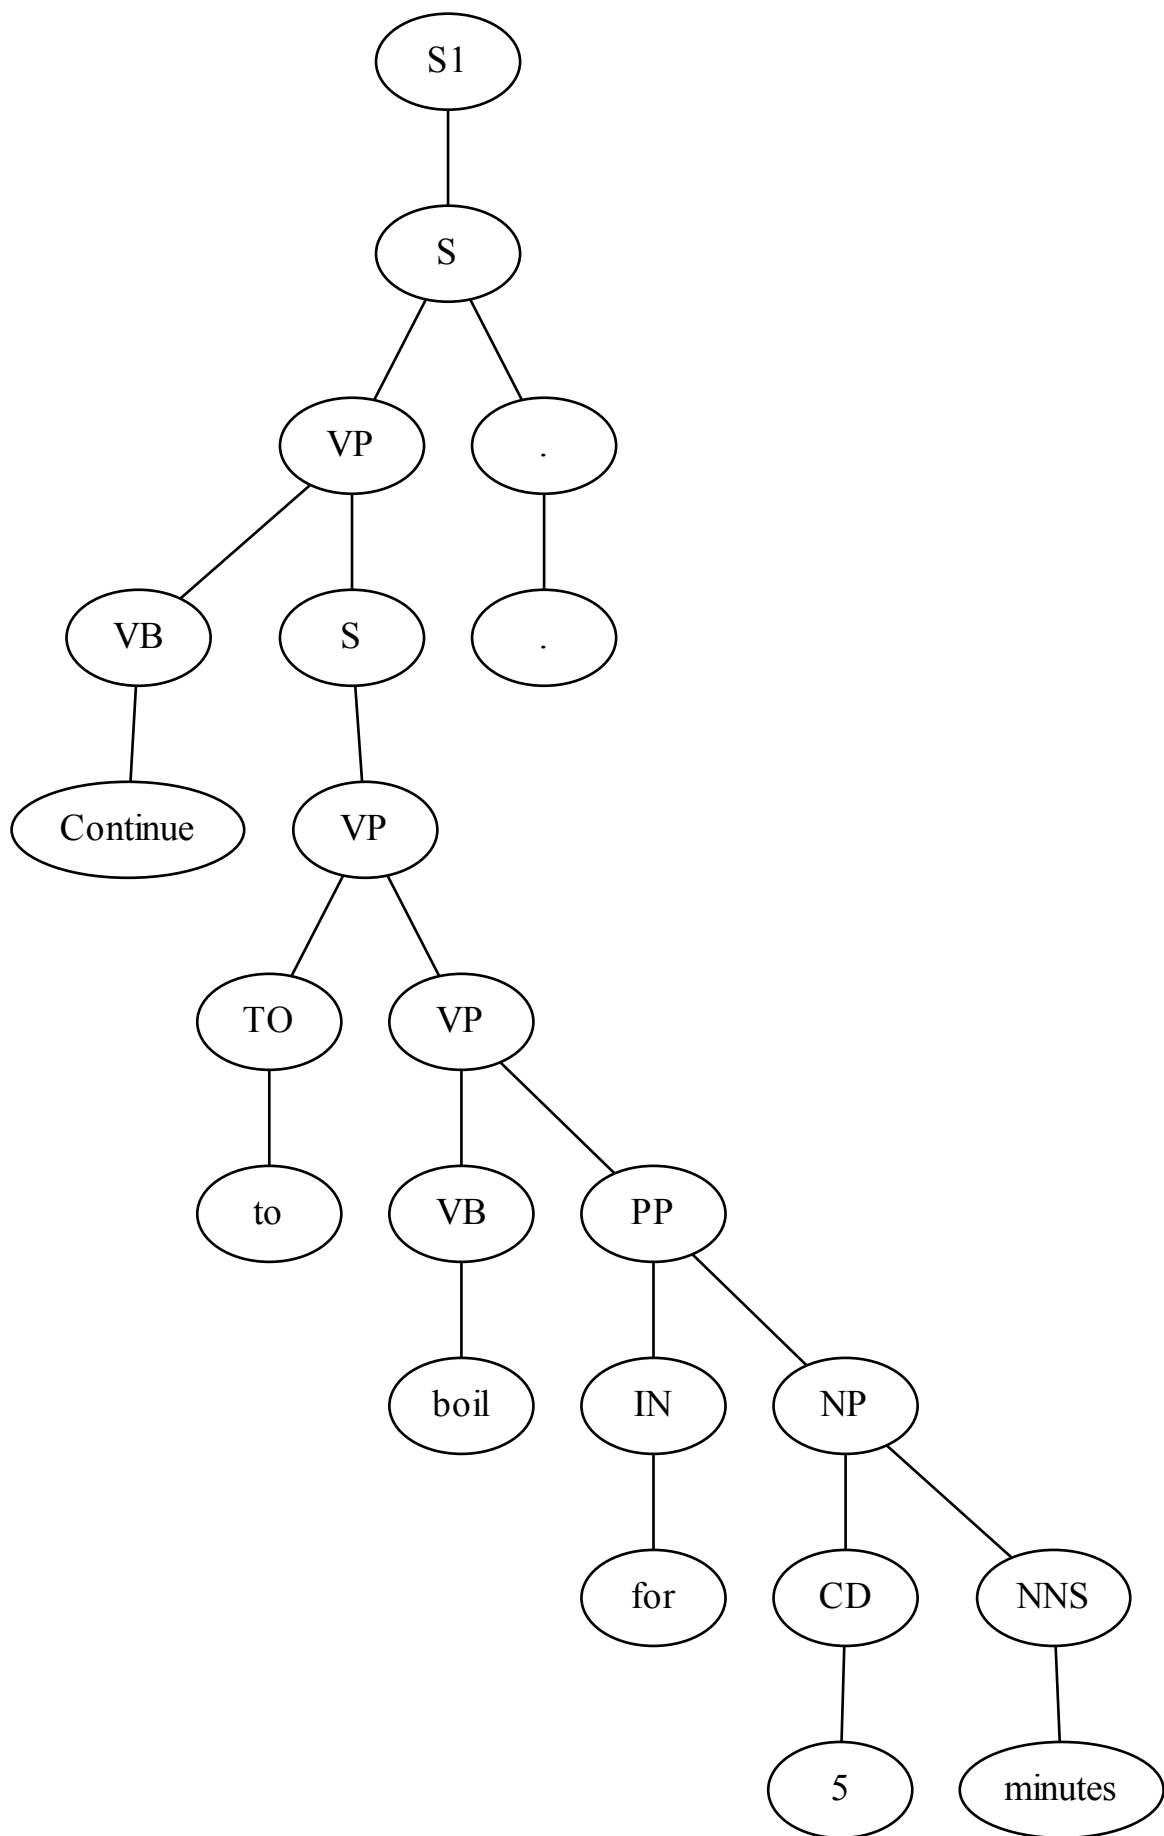 S1
S
VP .
VB S .
Continue VP
TO VP
to VB PP
boil IN NP
for CD NNS
5 minutes